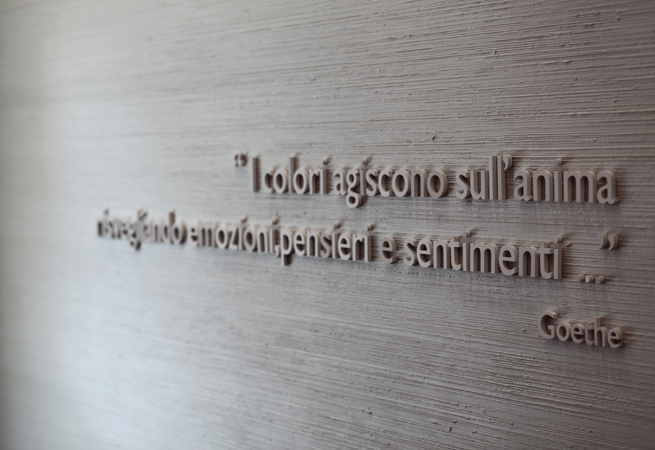 " I colori agiscono sull'anima
risvegliando emozioni,pensieri e sentimenti ... "
Goethe